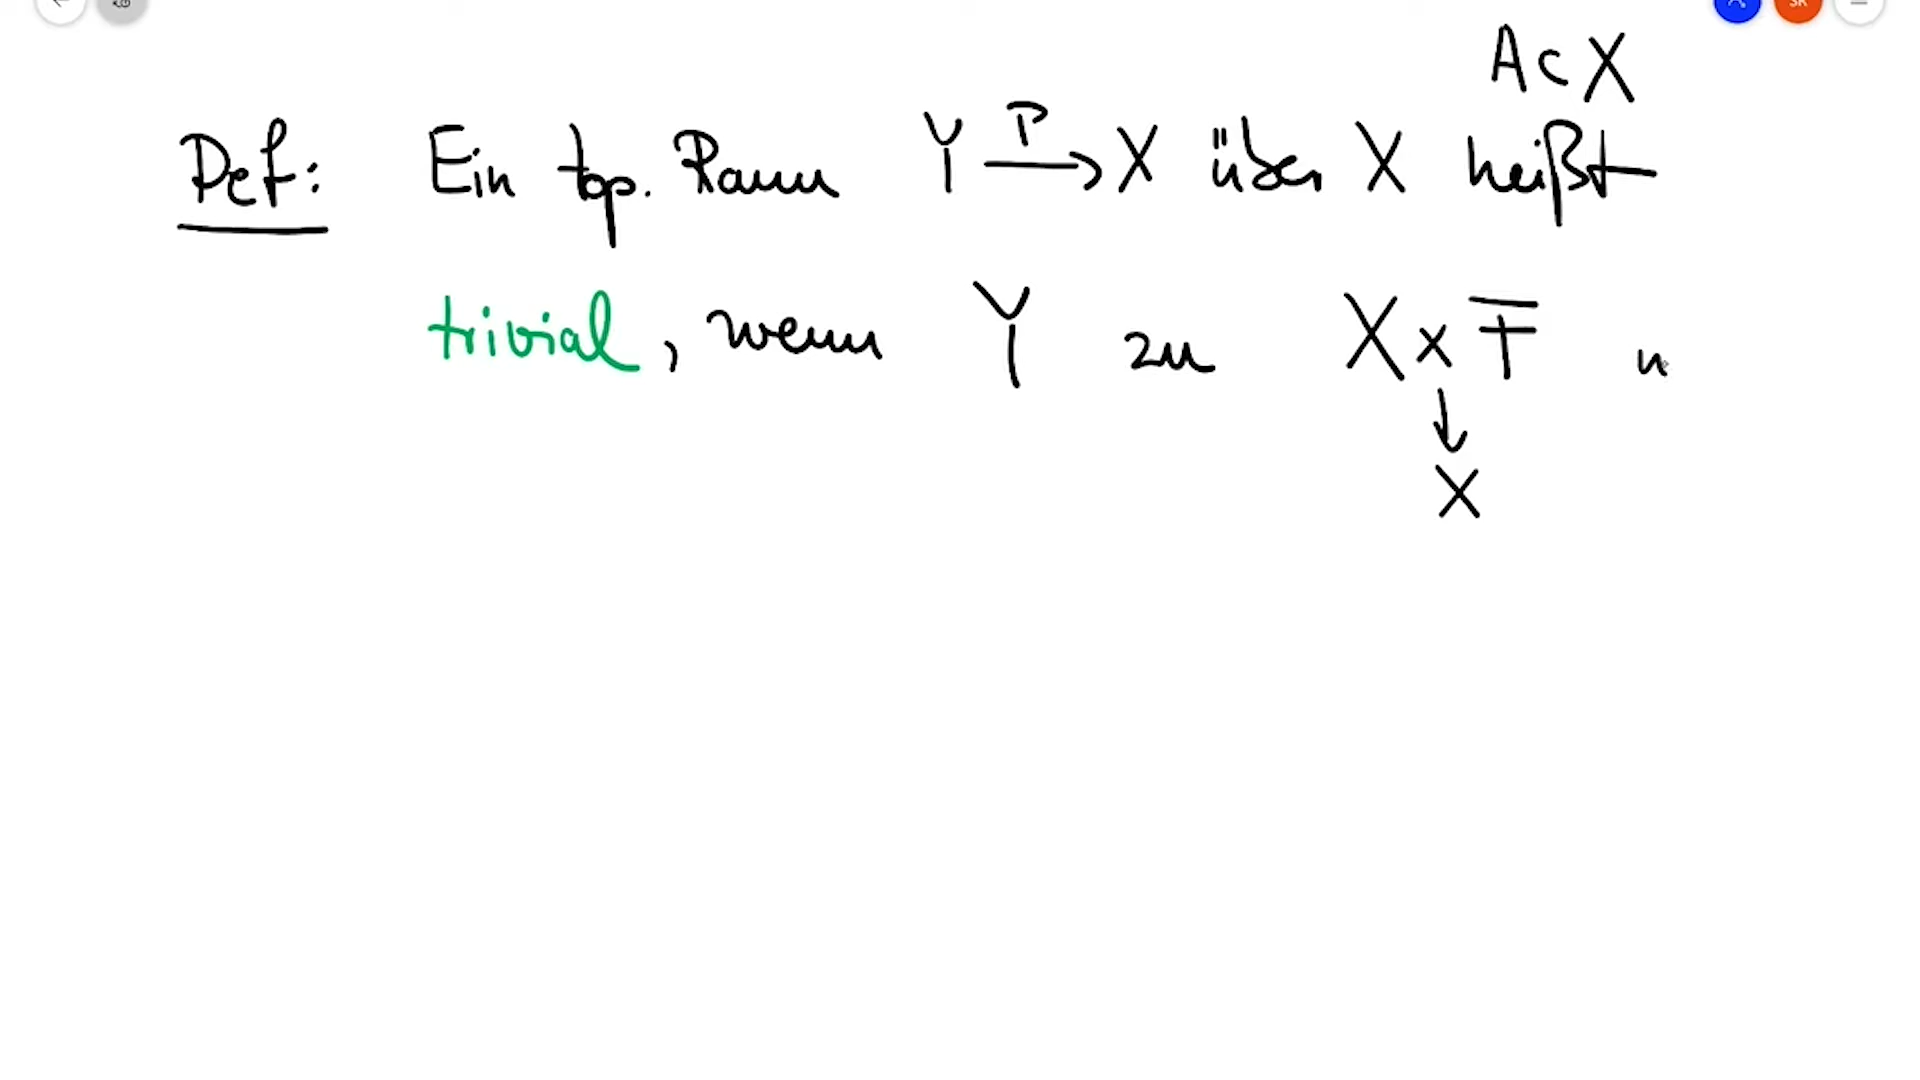 A ⊂ X
Def: Ein top. Raum Y →p X über X heißt
trivial, wenn Y zu X × F
↓
X